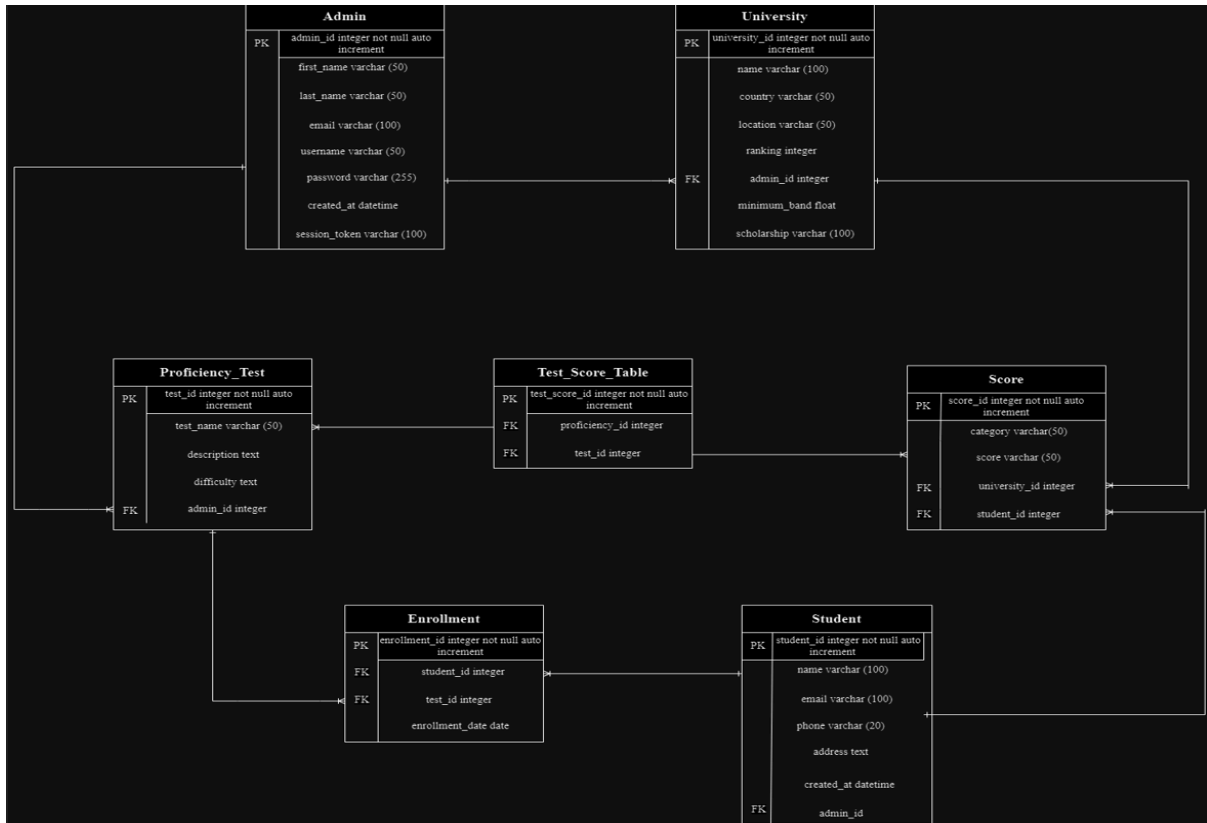 Admin
PK
admin_id integer not null auto
increment
first_name varchar (50)
last_name varchar (50)
email varchar (100)
username varchar (50)
password varchar (255)
created_at datetime
session_token varchar (100)
University
PK
university_id integer not null auto
increment
name varchar (100)
country varchar (50)
location varchar (50)
ranking integer
FK
admin_id integer
minimum_band float
scholarship varchar (100)
Proficiency_Test
PK
test_id integer not null auto
increment
test_name varchar (50)
description text
difficulty text
FK
admin_id integer
Test_Score_Table
PK
test_score_id integer not null auto
increment
FK
proficiency_id integer
FK
test_id integer
Score
PK
score_id integer not null auto
increment
category varchar(50)
score varchar (50)
FK
university_id integer
FK
student_id integer
Enrollment
PK
enrollment_id integer not null auto
increment
FK
student_id integer
FK
test_id integer
enrollment_date date
Student
PK
student_id integer not null auto
increment
name varchar (100)
email varchar (100)
phone varchar (20)
address text
created_at datetime
FK
admin_id